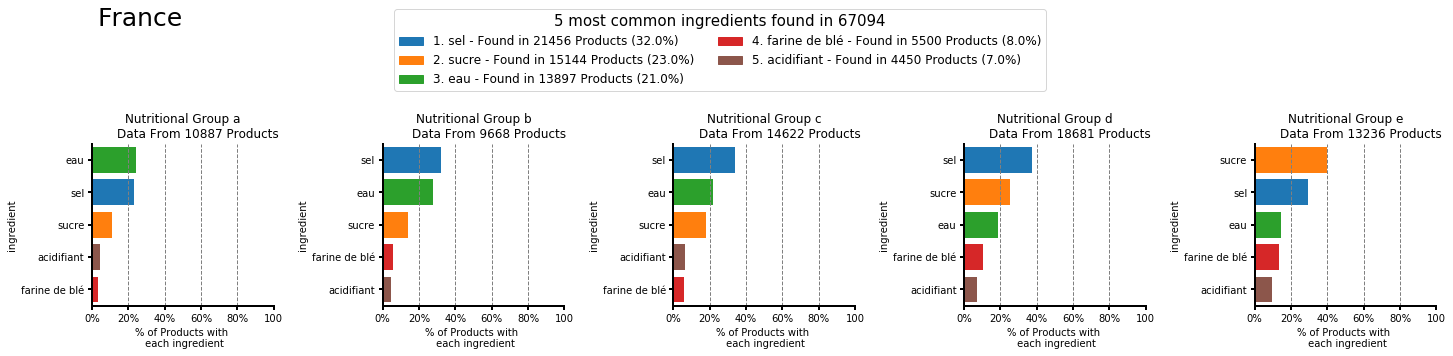 France
5 most common ingredients found in 67094
1. sel - Found in 21456 Products (32.0%)
2. sucre - Found in 15144 Products (23.0%)
3. eau - Found in 13897 Products (21.0%)
4. farine de blé - Found in 5500 Products (8.0%)
5. acidifiant - Found in 4450 Products (7.0%)
Nutritional Group a
Data From 10887 Products
ingredient
eau
sel
sucre
acidifiant
farine de blé
0% 20% 40% 60% 80% 100
% of Products with
each ingredient
Nutritional Group b
Data From 9668 Products
ingredient
sel
eau
sucre
farine de blé
acidifiant
0% 20% 40% 60% 80% 100
% of Products with
each ingredient
Nutritional Group c
Data From 14622 Products
ingredient
sel
eau
sucre
acidifiant
farine de blé
0% 20% 40% 60% 80% 100
% of Products with
each ingredient
Nutritional Group d
Data From 18681 Products
ingredient
sel
sucre
eau
farine de blé
acidifiant
0% 20% 40% 60% 80% 100
% of Products with
each ingredient
Nutritional Group e
Data From 13236 Products
ingredient
sucre
sel
eau
farine de blé
acidifiant
0% 20% 40% 60% 80% 100
% of Products with
each ingredient